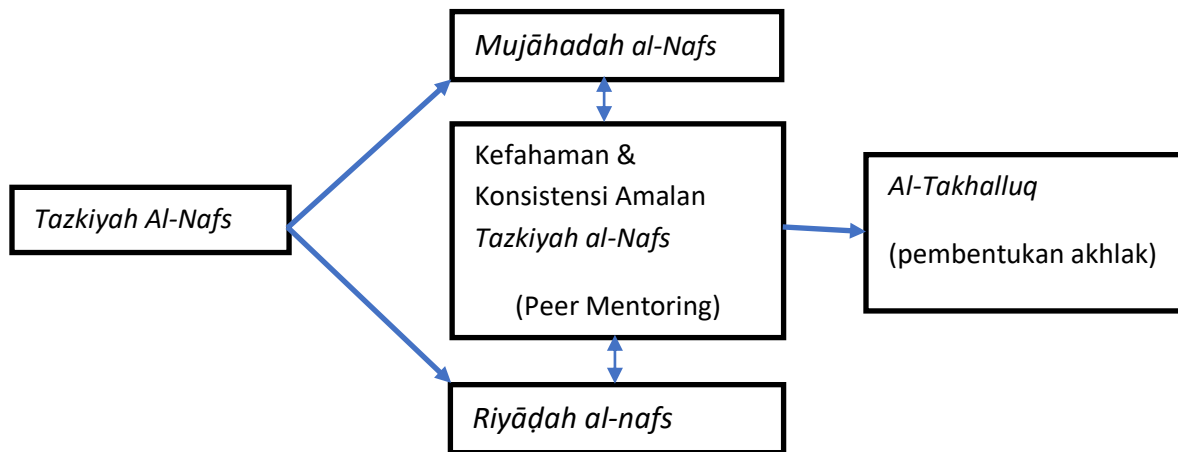 Mujāhadah al-Nafs
Kefahaman &
Konsistensi Amalan
Tazkiyah al-Nafs
(Peer Mentoring)
Al-Takhalluq
(pembentukan akhlak)
Tazkiyah Al-Nafs
Riyāḍah al-nafs